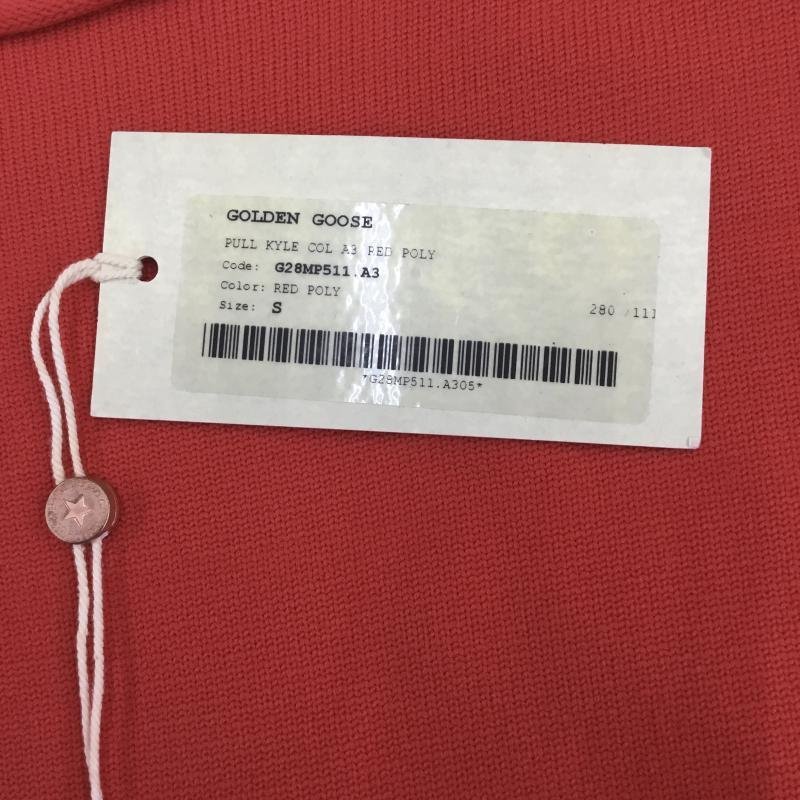 GOLDEN GOOSE
PULL KYLE COL A3 RED POLY
Code: G28MP511.A3
Color: RED POLY
Size: S
280 /111
*G28MP511.A305*